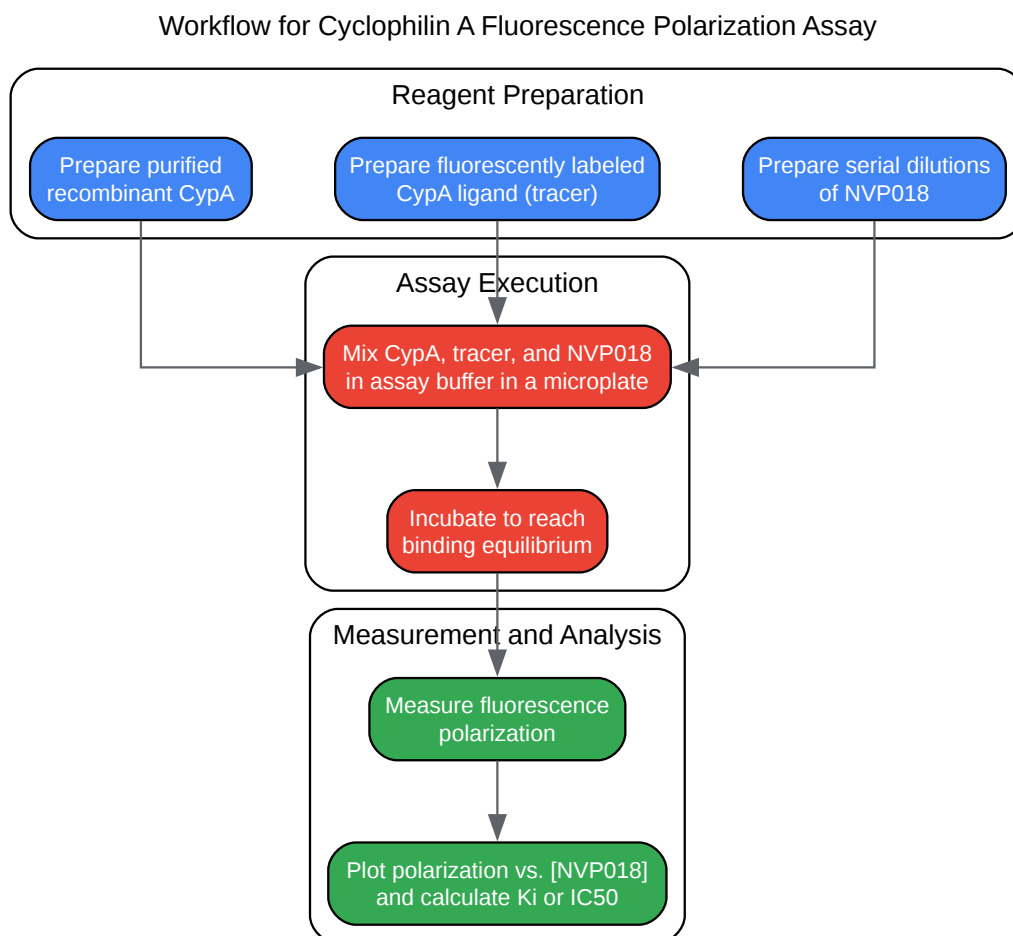 Workflow for Cyclophilin A Fluorescence Polarization Assay
Reagent Preparation
Prepare purified
recombinant CypA
Prepare fluorescently labeled
CypA ligand (tracer)
Prepare serial dilutions
of NVP018
Assay Execution
Mix CypA, tracer, and NVP018
in assay buffer in a microplate
Incubate to reach
binding equilibrium
Measurement and Analysis
Measure fluorescence
polarization
Plot polarization vs. [NVP018]
and calculate Ki or IC50